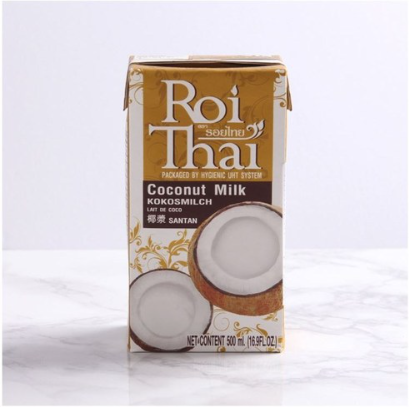 Roi
รอยไทย
Thai
PACKAGED BY HYGIENIC UHT SYSTEM
Coconut Milk
KOKOSMILCH
LAIT DE COCO
椰漿 SANTAN
NET CONTENT 500 ml. (16.9FL.OZ.)